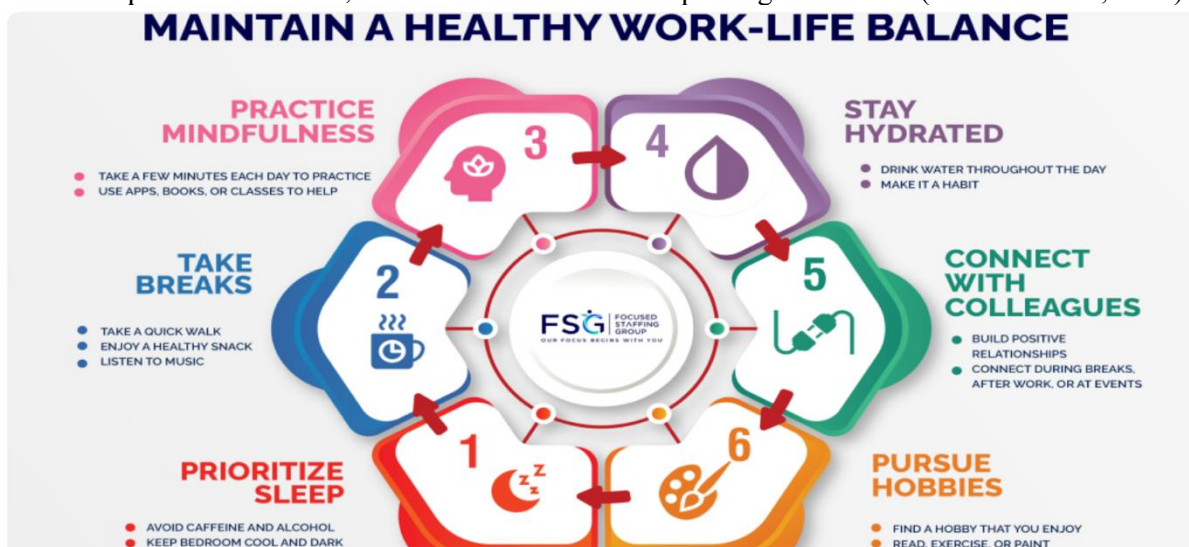 MAINTAIN A HEALTHY WORK-LIFE BALANCE
PRACTICE
MINDFULNESS
TAKE A FEW MINUTES EACH DAY TO PRACTICE
USE APPS, BOOKS, OR CLASSES TO HELP
3
4
STAY
HYDRATED
DRINK WATER THROUGHOUT THE DAY
MAKE IT A HABIT
TAKE
BREAKS
TAKE A QUICK WALK
ENJOY A HEALTHY SNACK
LISTEN TO MUSIC
2
FSG
FOCUSED
STAFFING
GROUP
OUR FOCUS BEGINS WITH YOU
5
CONNECT
WITH
COLLEAGUES
BUILD POSITIVE
RELATIONSHIPS
CONNECT DURING BREAKS,
AFTER WORK, OR AT EVENTS
PRIORITIZE
SLEEP
AVOID CAFFEINE AND ALCOHOL
KEEP BEDROOM COOL AND DARK
1
z z z z
6
PURSUE
HOBBIES
FIND A HOBBY THAT YOU ENJOY
READ, EXERCISE, OR PAINT